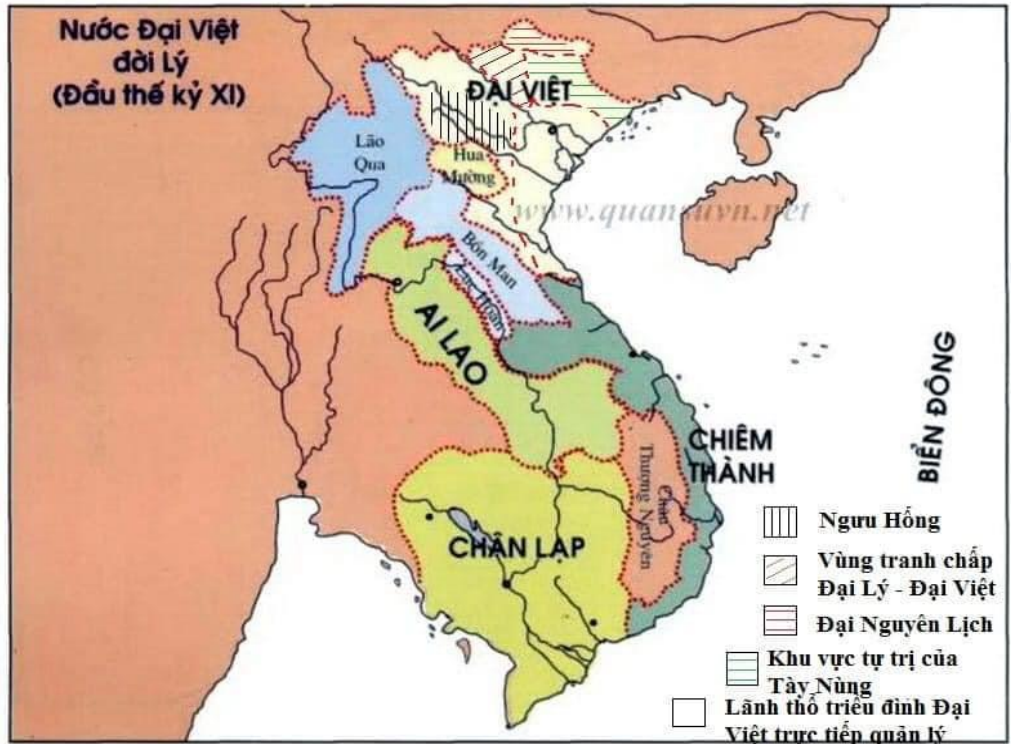 Nước Đại Việt
đời Lý
(Đầu thế kỷ XI)
ĐẠI VIỆT
Lão
Qua
Hua
Mường
www.quansuvn.net
Bồn Man
AI LAO
CHIÊM
THÀNH
BIỂN ĐÔNG
Thượng Nguyên
CHÂN LẠP
Ngưu Hống
Vùng tranh chấp
Đại Lý - Đại Việt
Đại Nguyên Lịch
Khu vực tự trị của
Tày Nùng
Lãnh thổ triều đình Đại
Việt trực tiếp quản lý